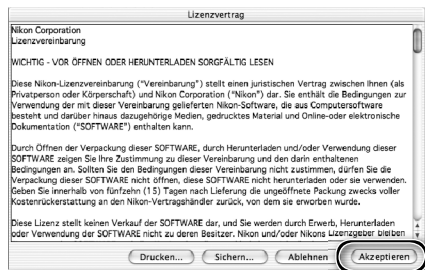 Lizenzvertrag
Nikon Corporation
Lizenzvereinbarung
WICHTIG - VOR ÖFFNEN ODER HERUNTERLADEN SORGFÄLTIG LESEN
Diese Nikon-Lizenzvereinbarung ("Vereinbarung") stellt einen juristischen Vertrag zwischen Ihnen (als
Privatperson oder Körperschaft) und Nikon Corporation ("Nikon") dar. Sie enthält die Bedingungen zur
Verwendung der mit dieser Vereinbarung gelieferten Nikon-Software, die aus Computersoftware
besteht und darüber hinaus dazugehörige Medien, gedrucktes Material und Online-oder elektronische
Dokumentation ("SOFTWARE") enthalten kann.
Durch Öffnen der Verpackung dieser SOFTWARE, durch Herunterladen und/oder Verwendung dieser
SOFTWARE zeigen Sie Ihre Zustimmung zu dieser Vereinbarung und den darin enthaltenen
Bedingungen an. Sollten Sie den Bedingungen dieser Vereinbarung nicht zustimmen, dürfen Sie die
Verpackung dieser SOFTWARE nicht öffnen, diese SOFTWARE nicht herunterladen oder sie verwenden.
Geben Sie innerhalb von fünfzehn (15) Tagen nach Lieferung die ungeöffnete Packung zwecks voller
Kostenrückerstattung an den Nikon-Vertragshändler zurück, von dem sie erworben wurde.
Diese Lizenz stellt keinen Verkauf der SOFTWARE dar, und Sie werden durch Erwerb, Herunterladen
oder Verwendung der SOFTWARE nicht zu deren Besitzer. Nikon und/oder Nikons Lizenzgeber bleiben
Drucken... Sichern... Ablehnen Akzeptieren